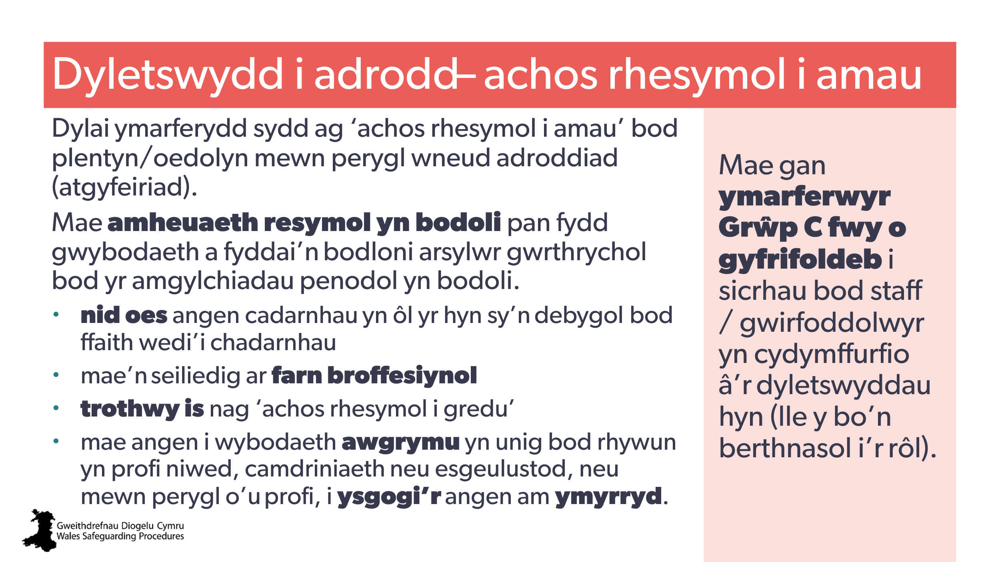 Dyletswydd i adrodd– achos rhesymol i amau
Dylai ymarferydd sydd ag ‘achos rhesymol i amau’ bod
plentyn/oedolyn mewn perygl wneud adroddiad
(atgyfeiriad).
Mae amheuaeth resymol yn bodoli pan fydd
gwybodaeth a fyddai’n bodloni arsylwr gwrthrychol
bod yr amgylchiadau penodol yn bodoli.
• nid oes angen cadarnhau yn ôl yr hyn sy’n debygol bod
ffaith wedi’i chadarnhau
• mae’n seiliedig ar farn broffesiynol
• trothwy is nag ‘achos rhesymol i gredu’
• mae angen i wybodaeth awgrymu yn unig bod rhywun
yn profi niwed, camdriniaeth neu esgeulustod, neu
mewn perygl o’u profi, i ysgogi’r angen am ymyrryd.
Mae gan
ymarferwyr
Grŵp C fwy o
gyfrifoldeb i
sicrhau bod staff
/ gwirfoddolwyr
yn cydymffurfio
â’r dyletswyddau
hyn (lle y bo’n
berthnasol i’r rôl).
Gweithdrefnau Diogelu Cymru
Wales Safeguarding Procedures